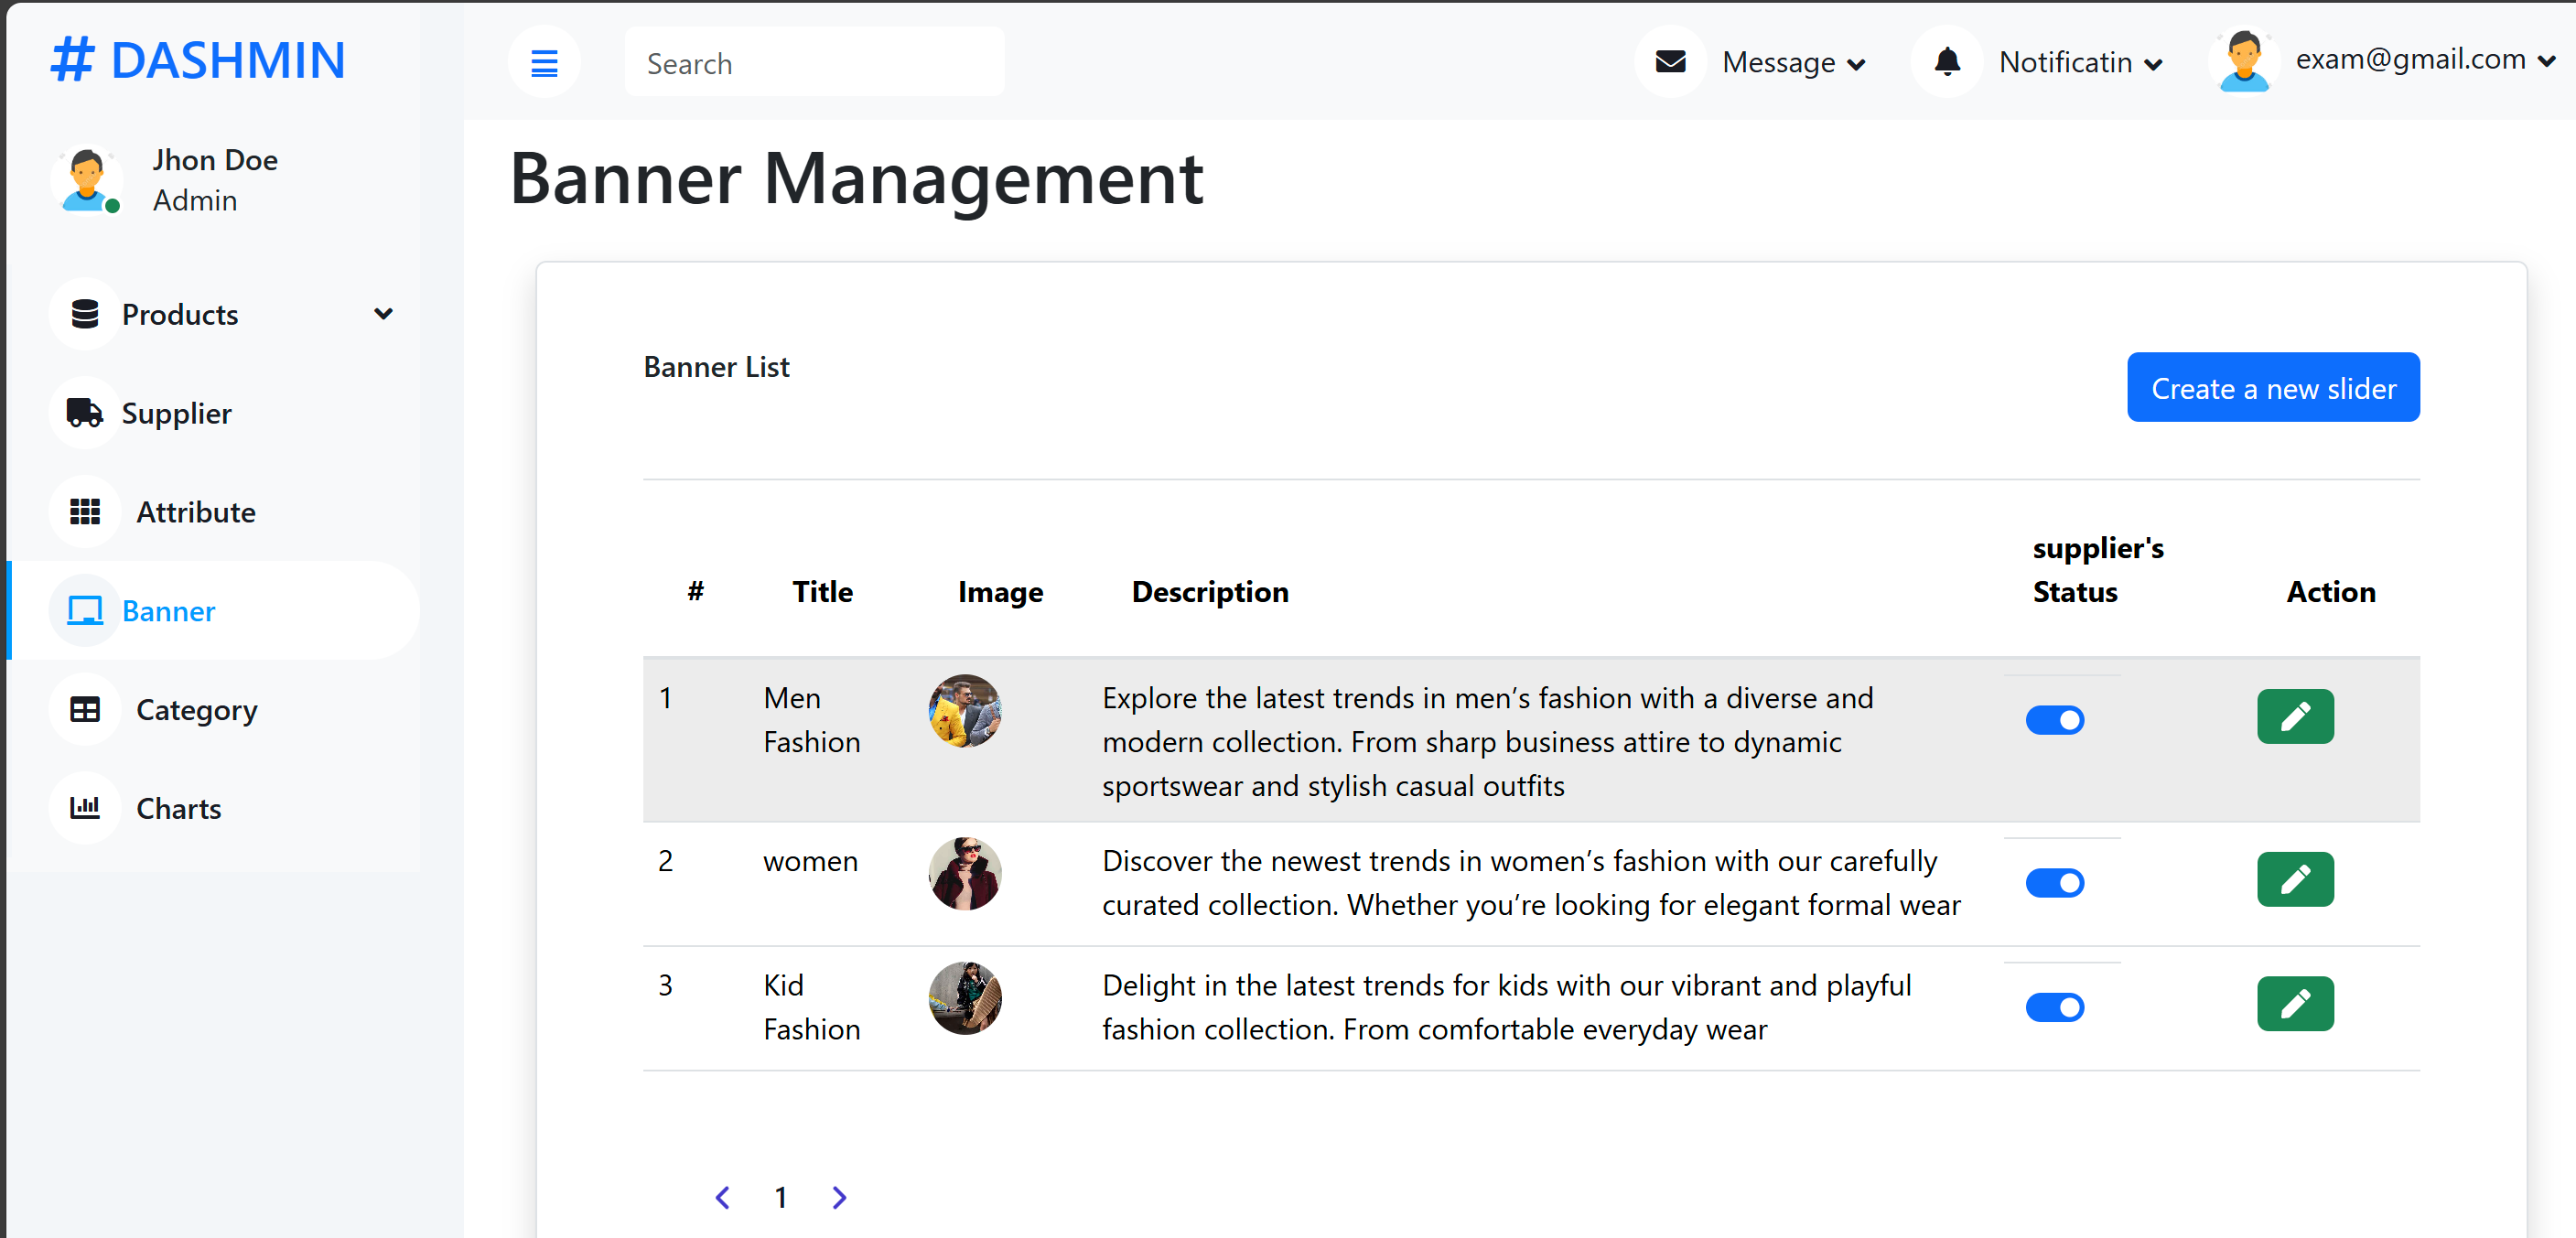 # DASHMIN
Search
Message
Notificatin
exam@gmail.com
Jhon Doe
Admin
Products
Supplier
Attribute
Banner
Category
Charts
Banner Management
Banner List
Create a new slider
# Title Image Description supplier's Status Action
1 Men Fashion Explore the latest trends in men’s fashion with a diverse and
modern collection. From sharp business attire to dynamic
sportswear and stylish casual outfits
2 women Discover the newest trends in women’s fashion with our carefully
curated collection. Whether you’re looking for elegant formal wear
3 Kid Fashion Delight in the latest trends for kids with our vibrant and playful
fashion collection. From comfortable everyday wear
1